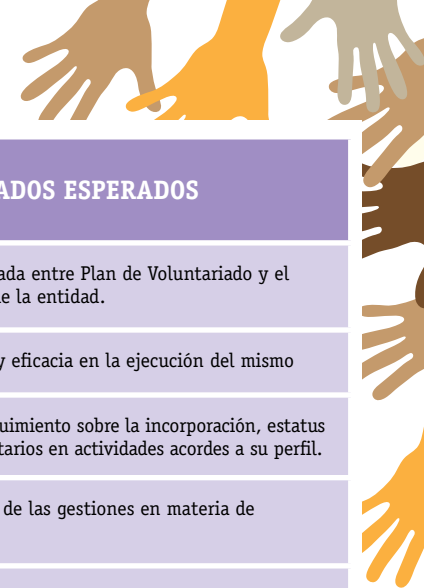 ADOS ESPERADOS
ada entre Plan de Voluntariado y el
e la entidad.
y eficacia en la ejecución del mismo
uimiento sobre la incorporación, estatus
tarios en actividades acordes a su perfil.
de las gestiones en materia de